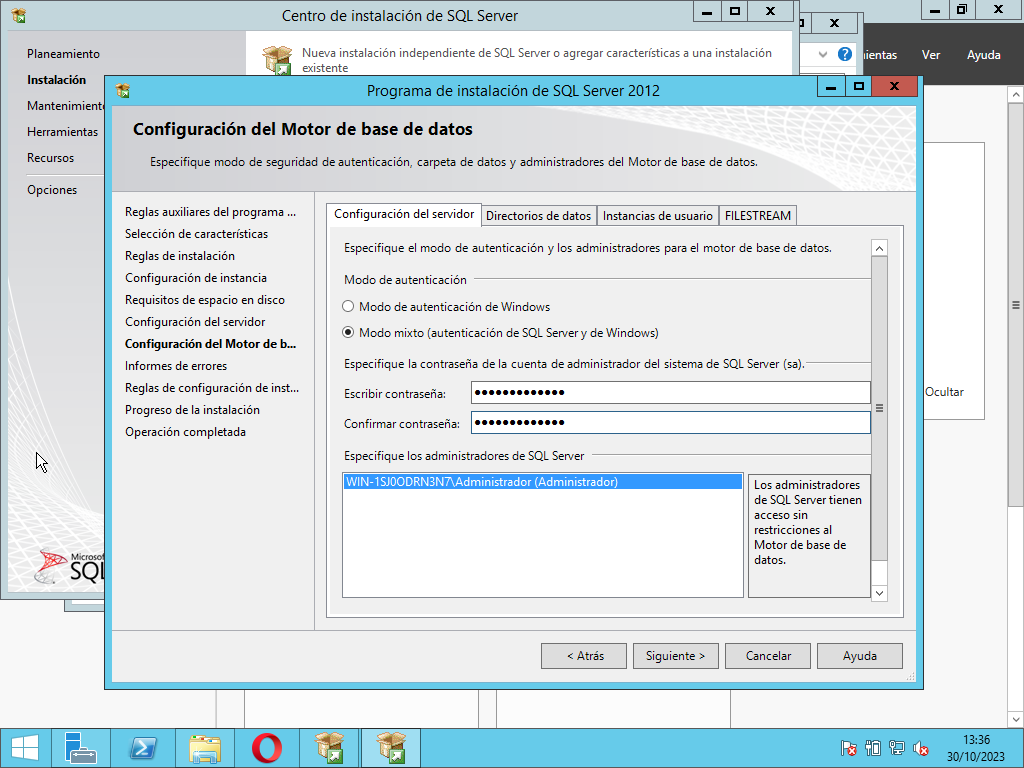 Centro de instalación de SQL Server
Planeamiento
Instalación
Mantenimiento
Herramientas
Recursos
Opciones
Nueva instalación independiente de SQL Server o agregar características a una instalación
existente
Ver
Ayuda
Ocultar
Microsoft
SQL
Programa de instalación de SQL Server 2012
Configuración del Motor de base de datos
Especifique modo de seguridad de autenticación, carpeta de datos y administradores del Motor de base de datos.
Reglas auxiliares del programa ...
Selección de características
Reglas de instalación
Configuración de instancia
Requisitos de espacio en disco
Configuración del servidor
Configuración del Motor de b...
Informes de errores
Reglas de configuración de inst...
Progreso de la instalación
Operación completada
Configuración del servidor
Directorios de datos
Instancias de usuario
FILESTREAM
Especifique el modo de autenticación y los administradores para el motor de base de datos.
Modo de autenticación
Modo de autenticación de Windows
Modo mixto (autenticación de SQL Server y de Windows)
Especifique la contraseña de la cuenta de administrador del sistema de SQL Server (sa).
Escribir contraseña: ●●●●●●●●●●●●●
Confirmar contraseña: ●●●●●●●●●●●●●
Especifique los administradores de SQL Server
WIN-1SJ0ODRN3N7\Administrador (Administrador)
Los administradores
de SQL Server tienen
acceso sin
restricciones al
Motor de base de
datos.
< Atrás
Siguiente >
Cancelar
Ayuda
13:36
30/10/2023